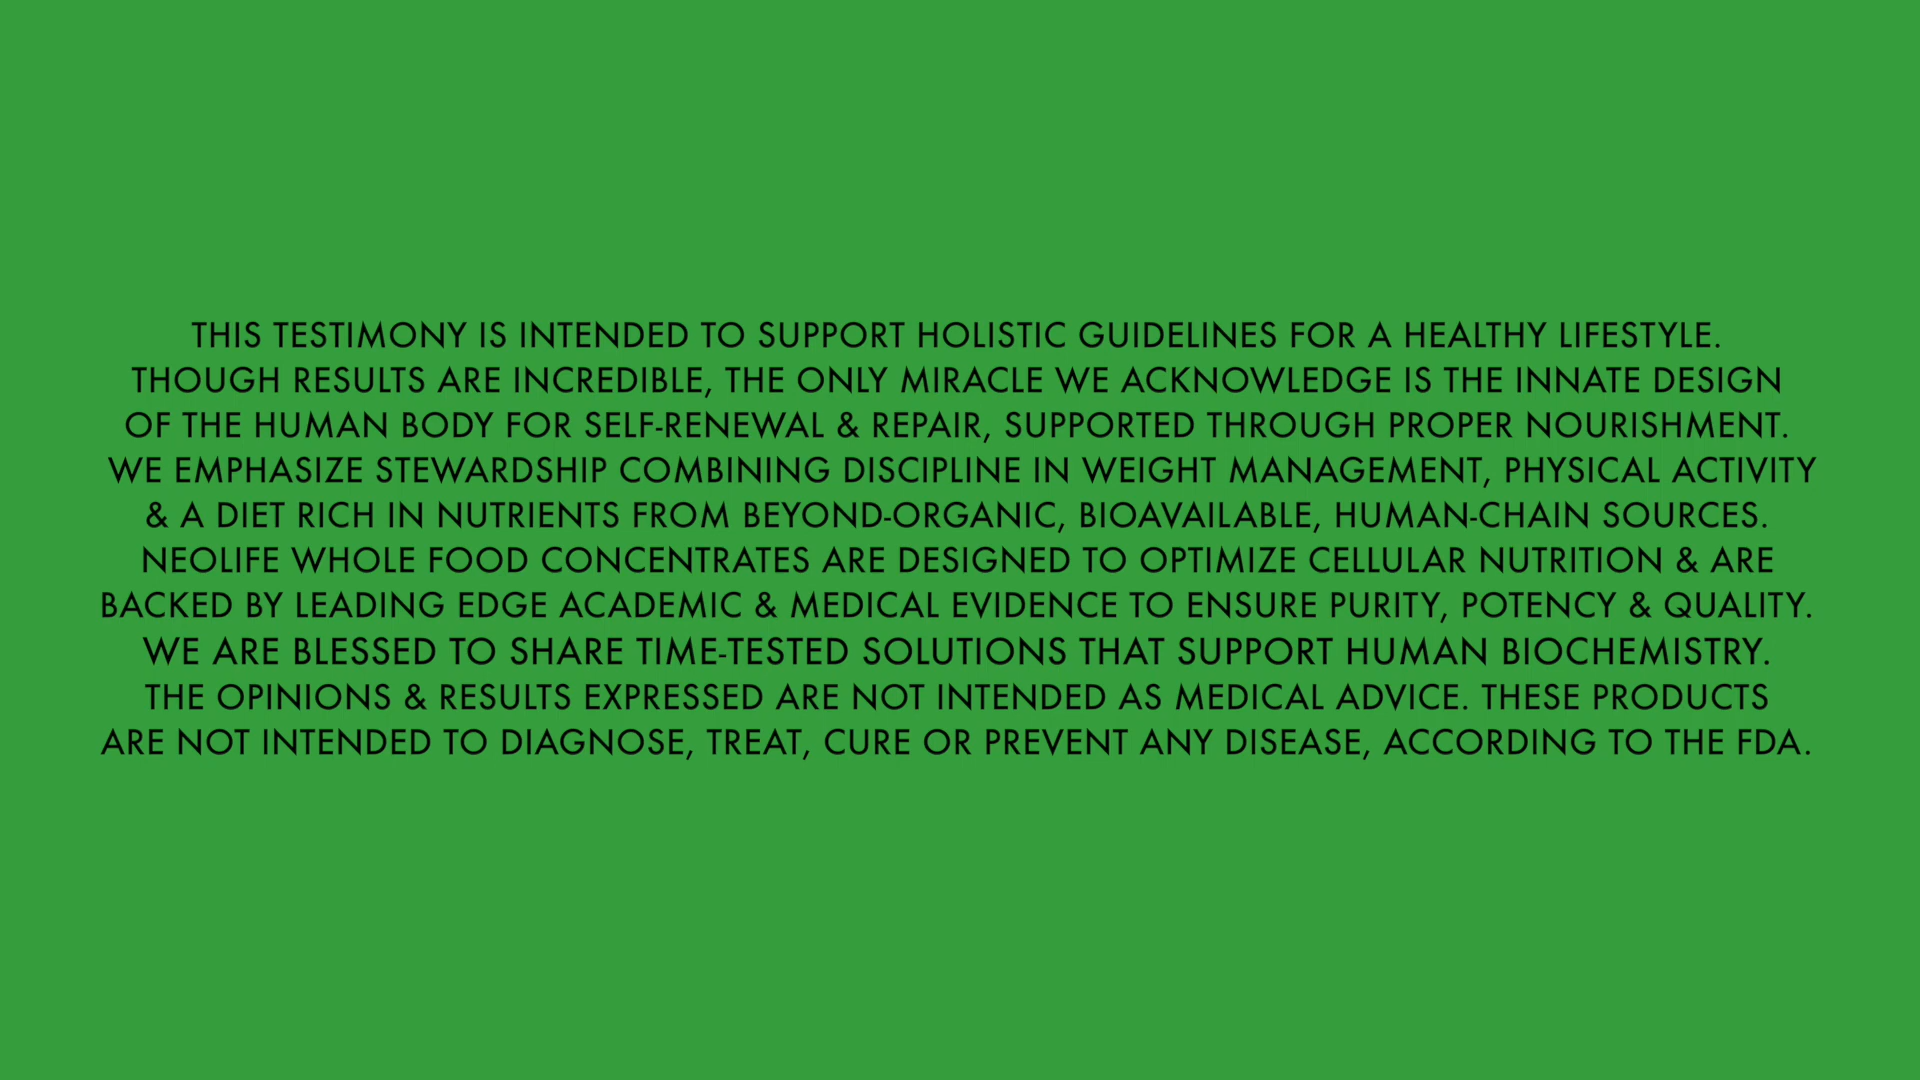 THIS TESTIMONY IS INTENDED TO SUPPORT HOLISTIC GUIDELINES FOR A HEALTHY LIFESTYLE.
THOUGH RESULTS ARE INCREDIBLE, THE ONLY MIRACLE WE ACKNOWLEDGE IS THE INNATE DESIGN
OF THE HUMAN BODY FOR SELF-RENEWAL & REPAIR, SUPPORTED THROUGH PROPER NOURISHMENT.
WE EMPHASIZE STEWARDSHIP COMBINING DISCIPLINE IN WEIGHT MANAGEMENT, PHYSICAL ACTIVITY
& A DIET RICH IN NUTRIENTS FROM BEYOND-ORGANIC, BIOAVAILABLE, HUMAN-CHAIN SOURCES.
NEOLIFE WHOLE FOOD CONCENTRATES ARE DESIGNED TO OPTIMIZE CELLULAR NUTRITION & ARE
BACKED BY LEADING EDGE ACADEMIC & MEDICAL EVIDENCE TO ENSURE PURITY, POTENCY & QUALITY.
WE ARE BLESSED TO SHARE TIME-TESTED SOLUTIONS THAT SUPPORT HUMAN BIOCHEMISTRY.
THE OPINIONS & RESULTS EXPRESSED ARE NOT INTENDED AS MEDICAL ADVICE. THESE PRODUCTS
ARE NOT INTENDED TO DIAGNOSE, TREAT, CURE OR PREVENT ANY DISEASE, ACCORDING TO THE FDA.